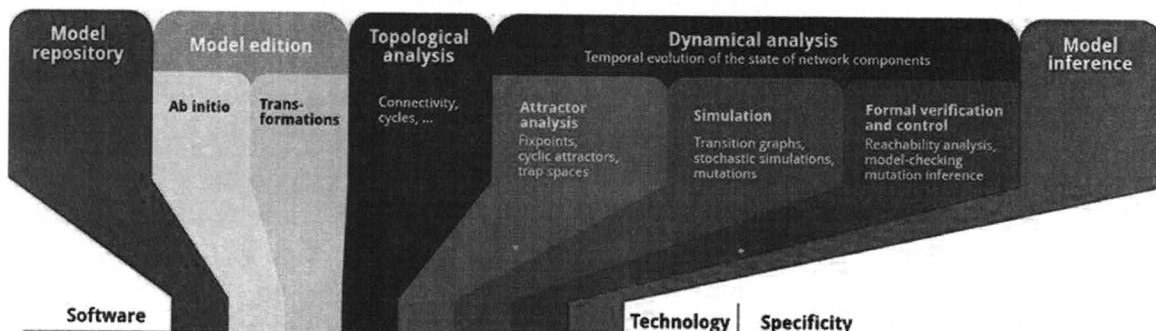 Model
repository
Model edition
Ab initio
Trans-
formations
Topological
analysis
Connectivity,
cycles, ...
Dynamical analysis
Temporal evolution of the state of network components
Attractor
analysis
Fixpoints,
cyclic attractors,
trap spaces
Simulation
Transition graphs,
stochastic simulations,
mutations
Formal verification
and control
Reachability analysis,
model-checking
mutation inference
Model
inference
Software
Technology
Specificity